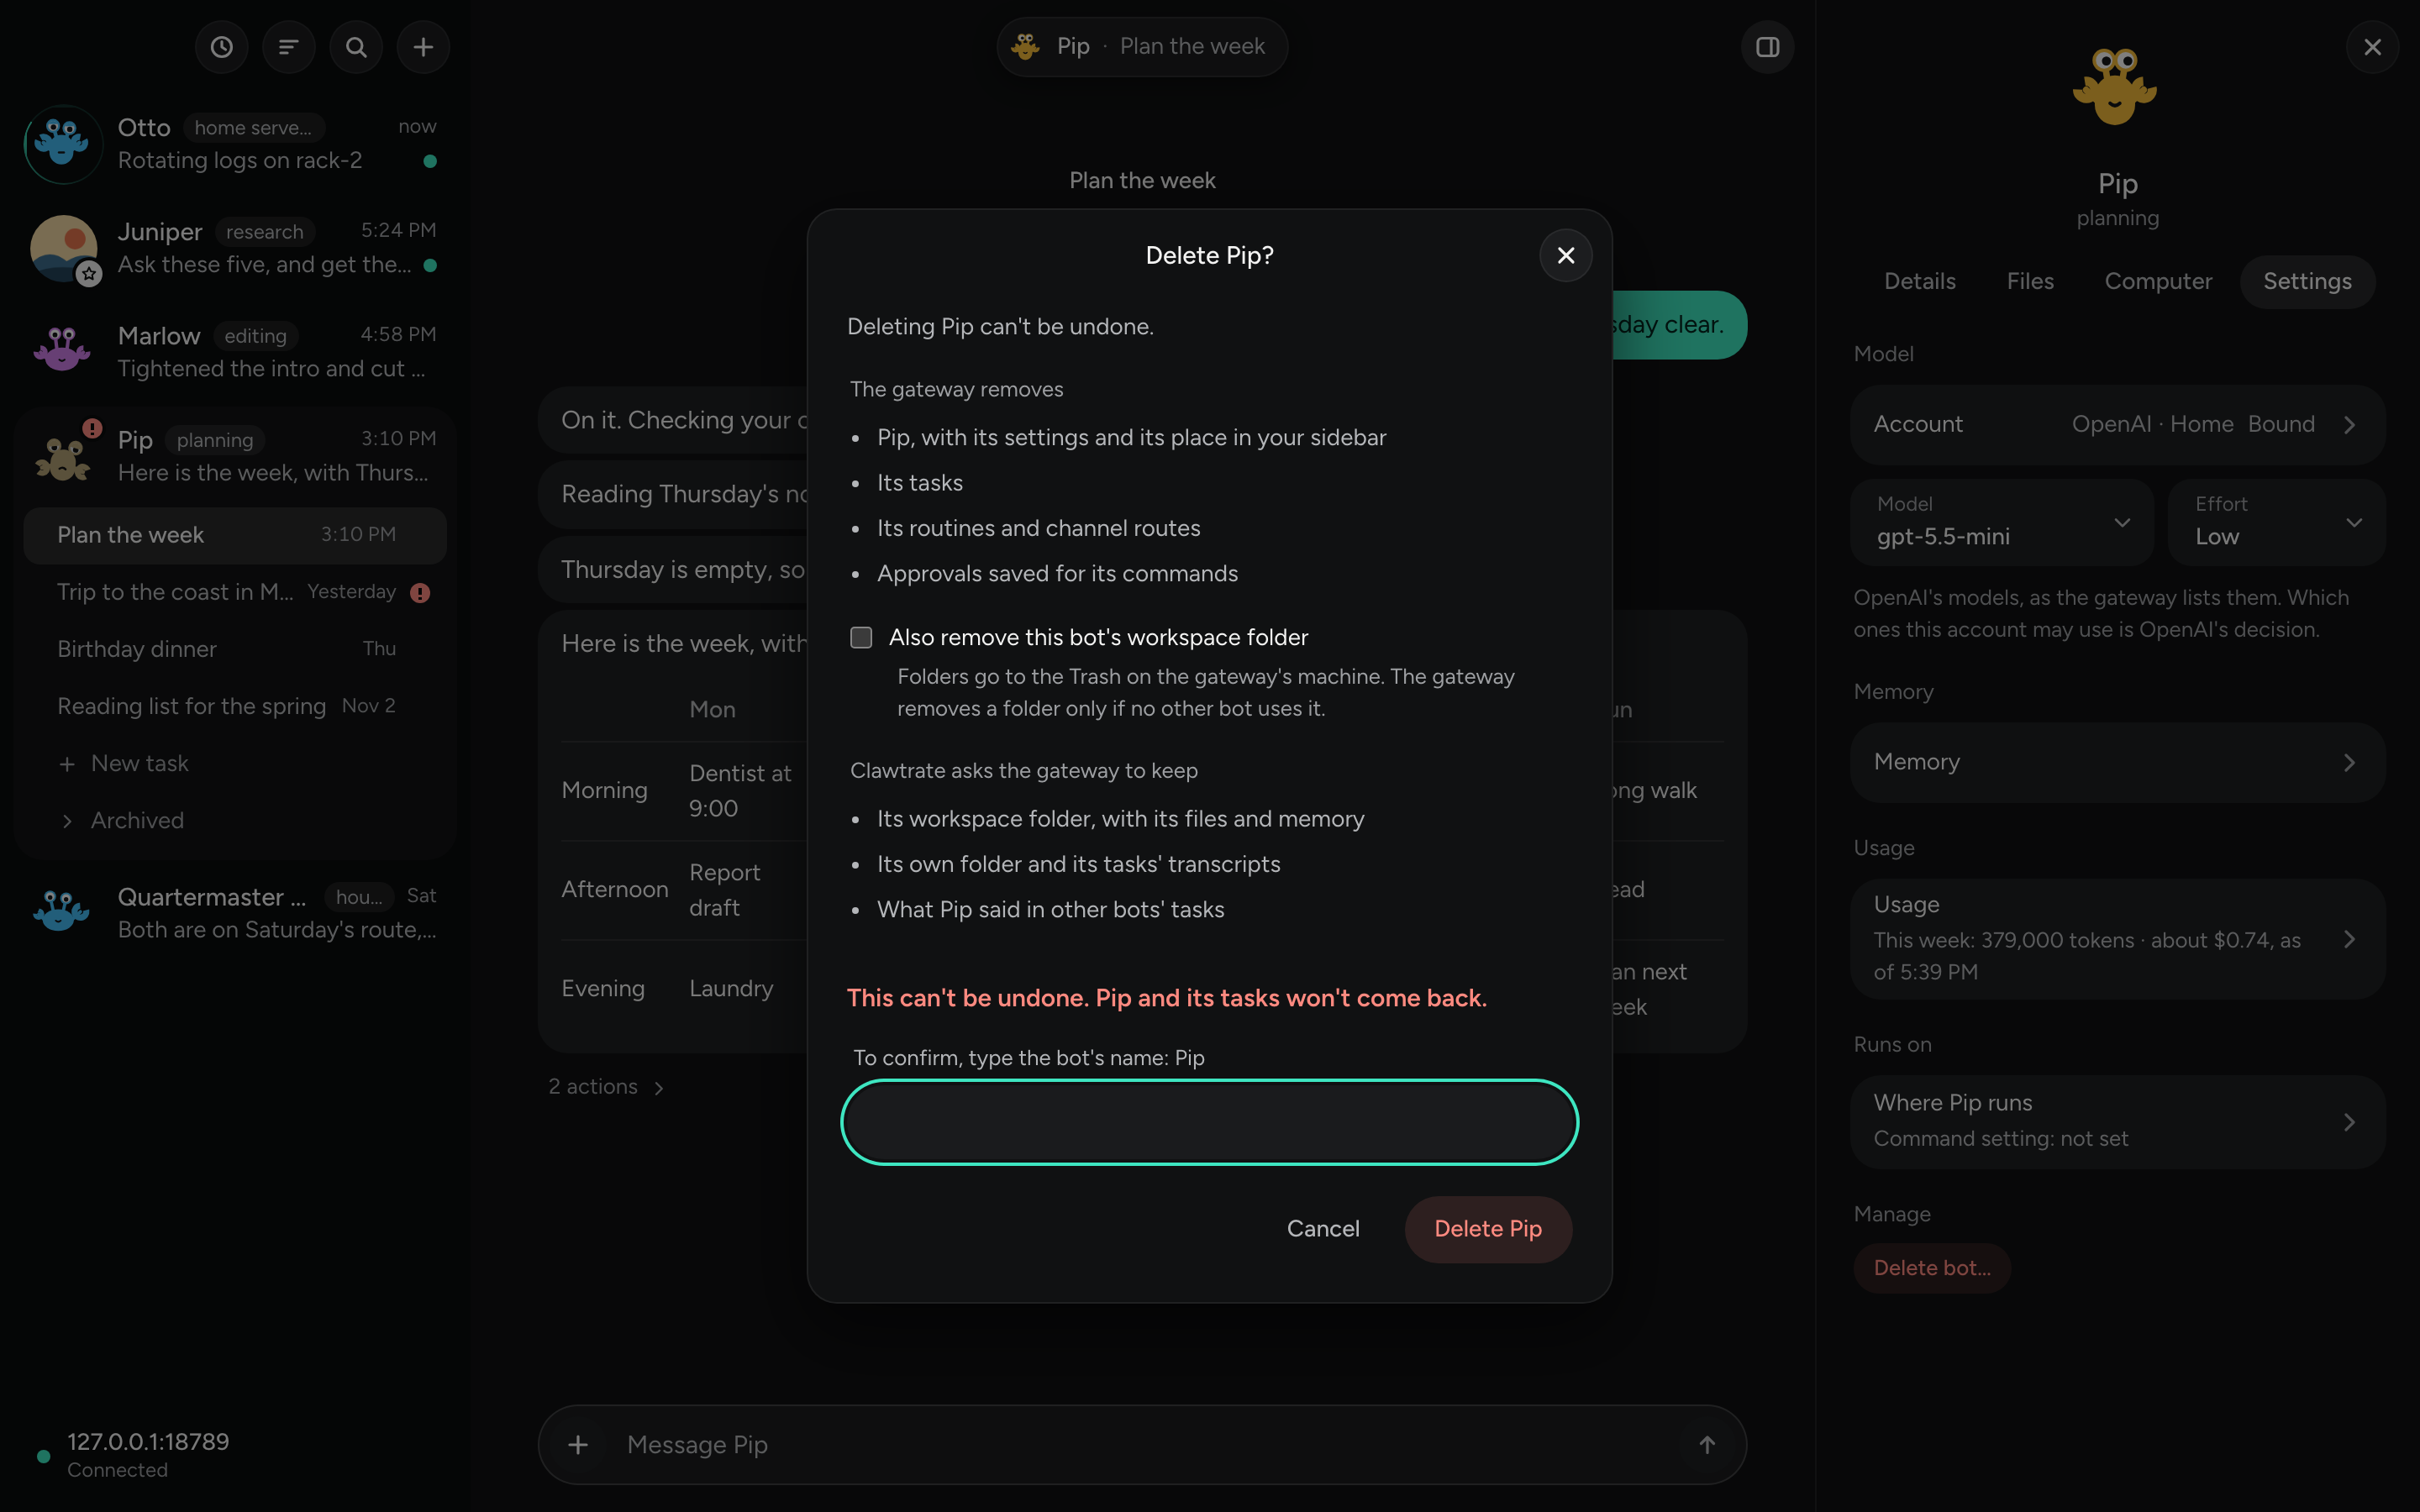 Otto home serve... now
Rotating logs on rack-2
Juniper research 5:24 PM
Ask these five, and get the...
Marlow editing 4:58 PM
Tightened the intro and cut ...
Pip planning 3:10 PM
Here is the week, with Thurs...
Plan the week 3:10 PM
Trip to the coast in M... Yesterday
Birthday dinner Thu
Reading list for the spring Nov 2
New task
Archived
Quartermaster ... hou... Sat
Both are on Saturday's route,...
127.0.0.1:18789
Connected
Pip · Plan the week
Plan the week
sday clear.
On it. Checking your
Reading Thursday's
Thursday is empty, so
Here is the week, with
Mon
Morning
Dentist at
9:00
walk
Afternoon
Report
draft
Evening
Laundry
next
2 actions
Message Pip
Delete Pip?
Deleting Pip can't be undone.
The gateway removes
• Pip, with its settings and its place in your sidebar
• Its tasks
• Its routines and channel routes
• Approvals saved for its commands
Also remove this bot's workspace folder
Folders go to the Trash on the gateway's machine. The gateway
removes a folder only if no other bot uses it.
Clawtrate asks the gateway to keep
• Its workspace folder, with its files and memory
• Its own folder and its tasks' transcripts
• What Pip said in other bots' tasks
This can't be undone. Pip and its tasks won't come back.
To confirm, type the bot's name: Pip
Cancel
Delete Pip
Pip
planning
Details Files Computer Settings
Model
Account OpenAI · Home Bound
Model
gpt-5.5-mini
Effort
Low
OpenAI's models, as the gateway lists them. Which
ones this account may use is OpenAI's decision.
Memory
Memory
Usage
Usage
This week: 379,000 tokens · about $0.74, as
of 5:39 PM
Runs on
Where Pip runs
Command setting: not set
Manage
Delete bot...